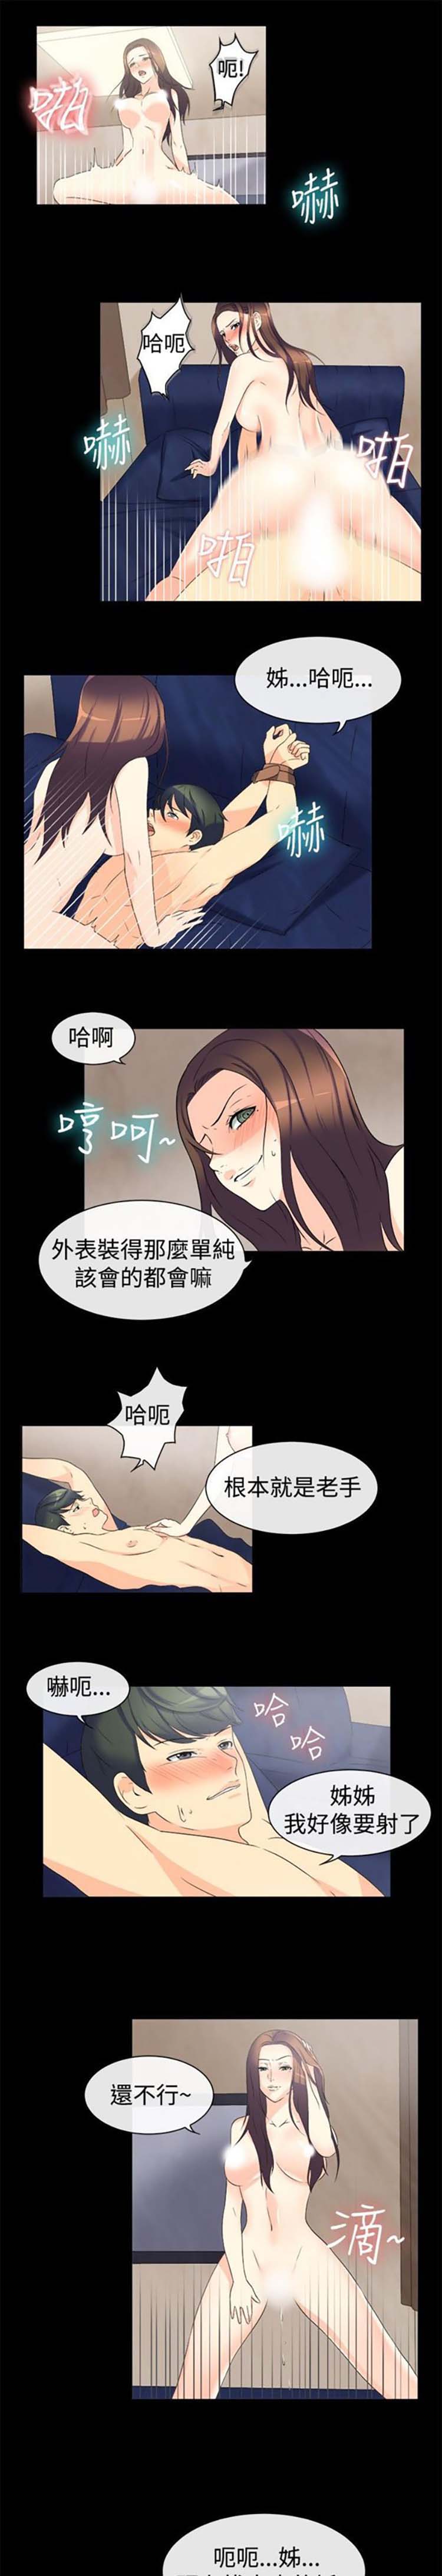 呃!
啪
嚇
哈呃
嚇
啪
啪
姊...哈呃...
嚇
哈啊
哼呵~
外表裝得那麼單純
該會的都會嘛
哈呃
根本就是老手
嚇呃...
哈
哈
姊姊
我好像要射了
還不行~
滴~
呃呃...姊...